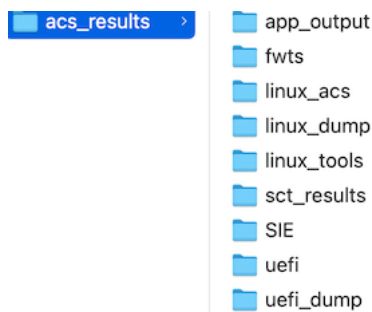 acs_results
app_output
fwts
linux_acs
linux_dump
linux_tools
sct_results
SIE
uefi
uefi_dump